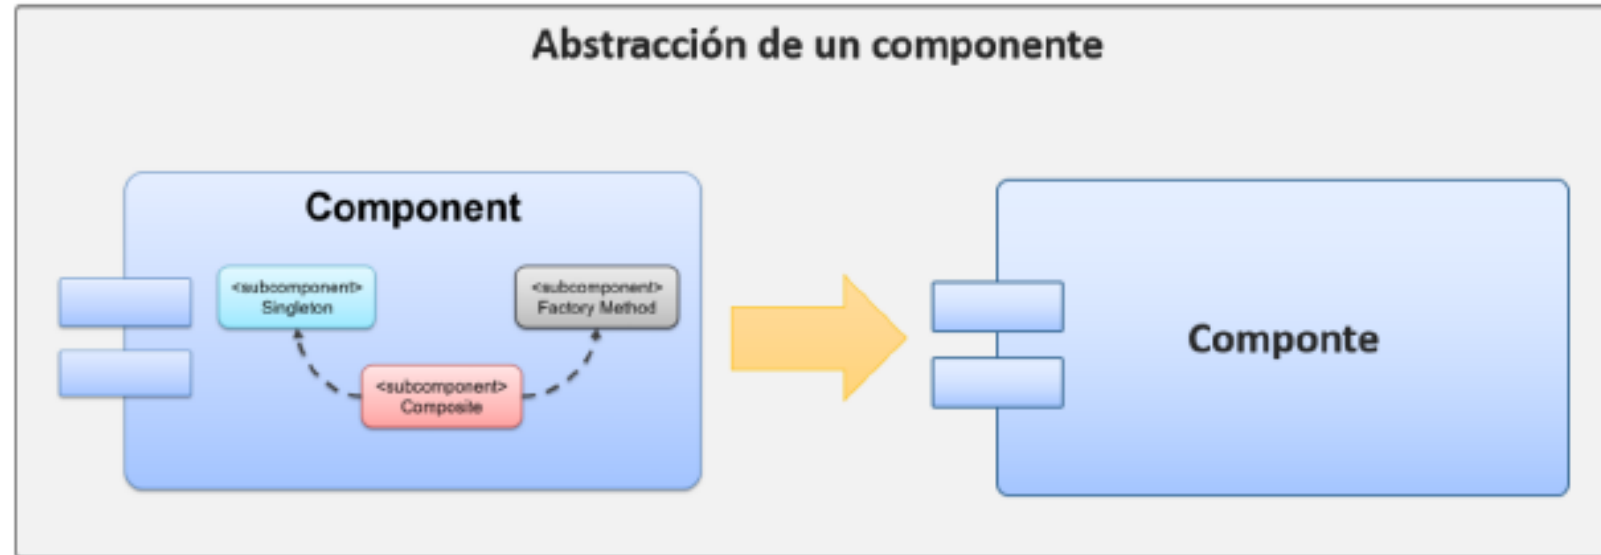 Abstracción de un componente
Component
<subcomponent>
Singleton
<subcomponent>
Factory Method
<subcomponent>
Composite
Componte